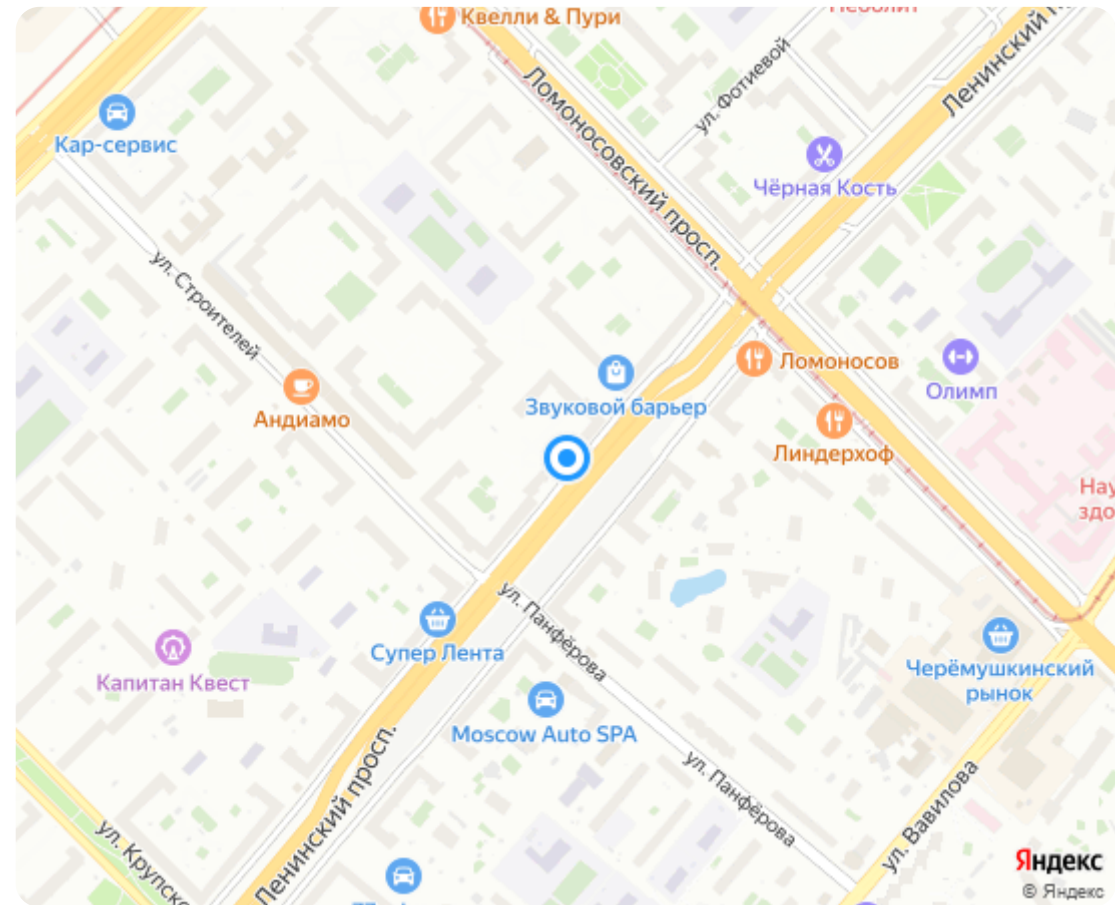 Квелли & Пури
Ломоносовский просп.
ул. Фотиевой
Ленинский
Кар-сервис
Чёрная Кость
ул. Строителей
Ломоносов
Олимп
Звуковой барьер
Андиамо
Линдерхоф
Нау
здо
ул. Панфёрова
Супер Лента
Черёмушкинский
рынок
Капитан Квест
Moscow Auto SPA
Ленинский просп.
ул. Панфёрова
ул. Вавилова
ул. Крупско
Яндекс
© Яндекс